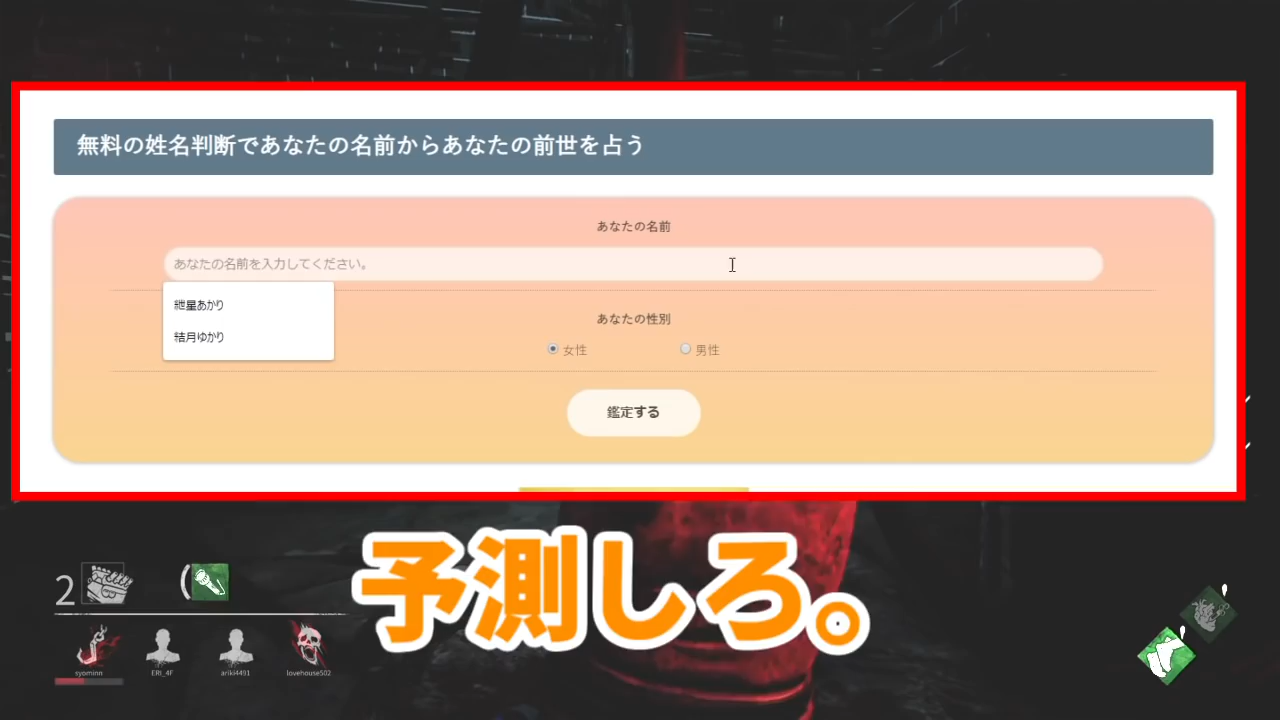 無料の姓名判断であなたの名前からあなたの前世を占う
あなたの名前
あなたの名前を入力してください。
紲星あかり
結月ゆかり
あなたの性別
女性 男性
鑑定する
予測しろ。
2
syominn ERI_4F ariki4491 lovehouse502